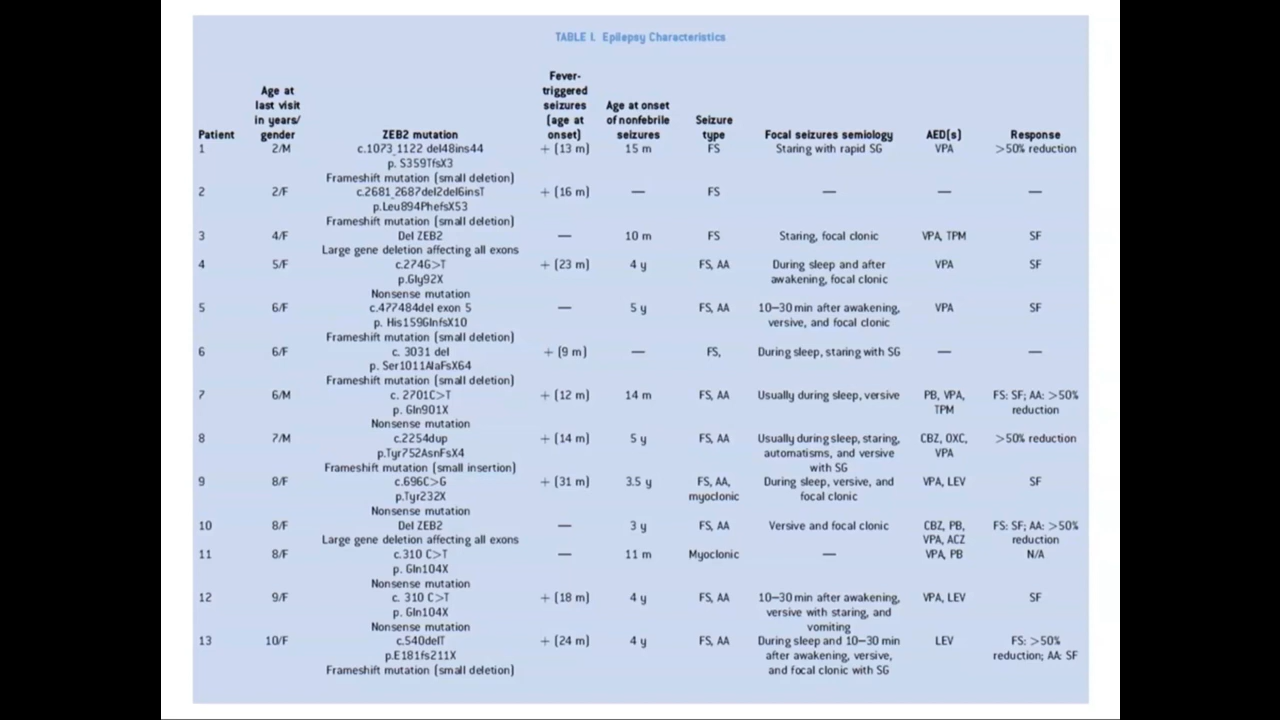 TABLE I. Epilepsy Characteristics
Patient Age at last visit in years/ gender ZEB2 mutation Fever- triggered seizures (age at onset) Age at onset of nonfebrile seizures Seizure type Focal seizures semiology AED(s) Response
1 2/M c.1073_1122 del48ins44 + (13 m) 15 m FS Staring with rapid SG VPA >50% reduction
p. S359TfsX3
Frameshift mutation (small deletion)
2 2/F c.2681_2687del2del6insT + (16 m) — FS — — —
p.Leu894PhefsX53
Frameshift mutation (small deletion)
3 4/F Del ZEB2 — 10 m FS Staring, focal clonic VPA, TPM SF
Large gene deletion affecting all exons
4 5/F c.274G>T + (23 m) 4 y FS, AA During sleep and after VPA SF
p.Gly92X awakening, focal clonic
Nonsense mutation
5 6/F c.477484del exon 5 — 5 y FS, AA 10–30 min after awakening, VPA SF
p. His159GlnfsX10 versive, and focal clonic
Frameshift mutation (small deletion)
6 6/F c. 3031 del + (9 m) — FS, During sleep, staring with SG — —
p. Ser1011AlaFsX64
Frameshift mutation (small deletion)
7 6/M c. 2701C>T + (12 m) 14 m FS, AA Usually during sleep, versive PB, VPA, FS: SF; AA: >50%
p. Gln901X TPM reduction
Nonsense mutation
8 7/M c.2254dup + (14 m) 5 y FS, AA Usually during sleep, staring, CBZ, OXC, >50% reduction
p.Tyr752AsnFsX4 automatisms, and versive VPA
Frameshift mutation (small insertion) with SG
9 8/F c.696C>G + (31 m) 3.5 y FS, AA, During sleep, versive, and VPA, LEV SF
p.Tyr232X myoclonic focal clonic
Nonsense mutation
10 8/F Del ZEB2 — 3 y FS, AA Versive and focal clonic CBZ, PB, FS: SF; AA: >50%
Large gene deletion affecting all exons VPA, ACZ reduction
11 8/F c.310 C>T — 11 m Myoclonic — VPA, PB N/A
p. Gln104X
Nonsense mutation
12 9/F c. 310 C>T + (18 m) 4 y FS, AA 10–30 min after awakening, VPA, LEV SF
p. Gln104X versive with staring, and
Nonsense mutation vomiting
13 10/F c.540delT + (24 m) 4 y FS, AA During sleep and 10–30 min LEV FS: >50%
p.E181fs211X after awakening, versive, reduction; AA: SF
Frameshift mutation (small deletion) and focal clonic with SG